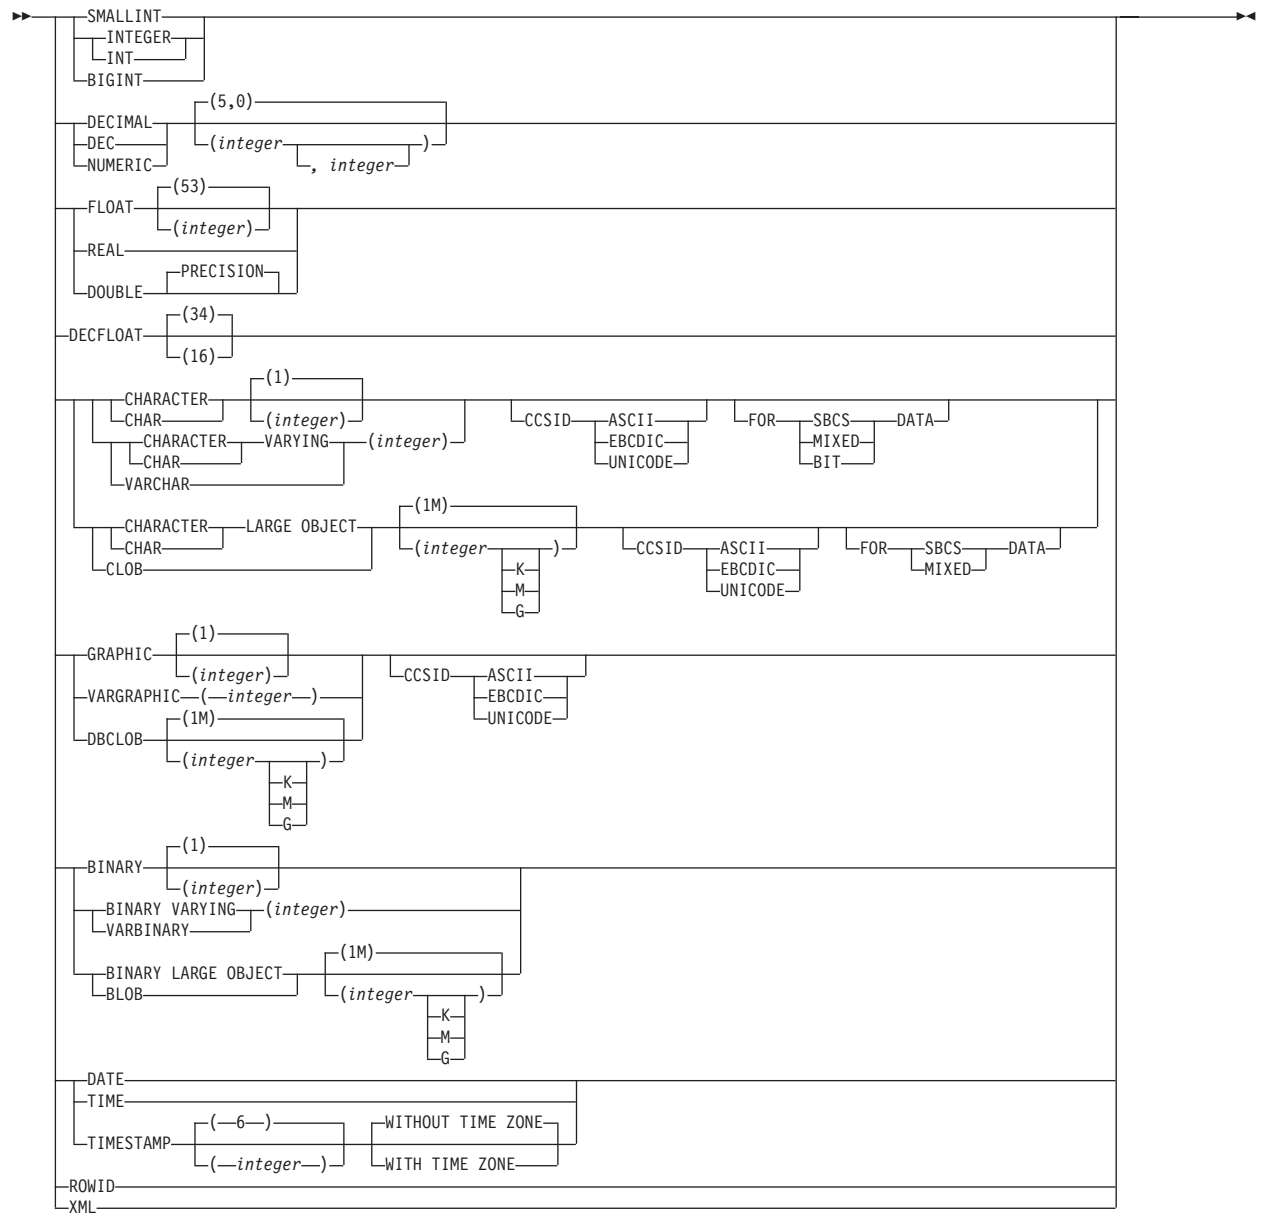 SMALLINT
INTEGER
INT
BIGINT
(5,0)
DECIMAL
DEC (integer )
NUMERIC , integer
(53)
FLOAT
(integer)
REAL
PRECISION
DOUBLE
(34)
DECFLOAT
(16)
(1)
CHARACTER
CHAR (integer) CCSID ASCII FOR SBCS DATA
CHARACTER VARYING (integer) EBCDIC MIXED
CHAR UNICODE BIT
VARCHAR
(1M)
CHARACTER LARGE OBJECT
CHAR (integer ) CCSID ASCII FOR SBCS DATA
CLOB K EBCDIC MIXED
M UNICODE
G
(1)
GRAPHIC
(integer) CCSID ASCII
VARGRAPHIC ( integer ) EBCDIC
(1M) UNICODE
DBCLOB
(integer )
K
M
G
(1)
BINARY
(integer)
BINARY VARYING (integer)
VARBINARY
(1M)
BINARY LARGE OBJECT
BLOB (integer )
K
M
G
DATE
TIME
( 6 ) WITHOUT TIME ZONE
TIMESTAMP
( integer ) WITH TIME ZONE
ROWID
XML